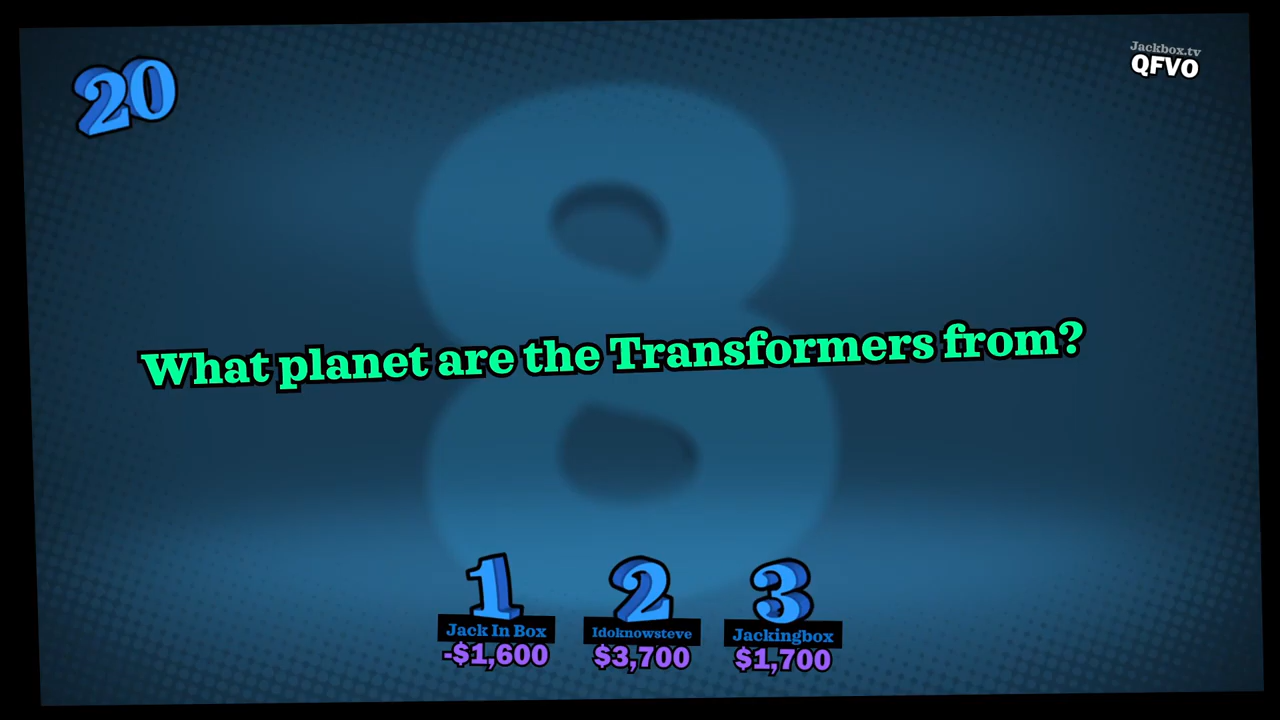 20
Jackbox.tv
QFVO
8
What planet are the Transformers from?
1
2
3
Jack In Box
Idoknowsteve
Jackingbox
-$1,600
$3,700
$1,700